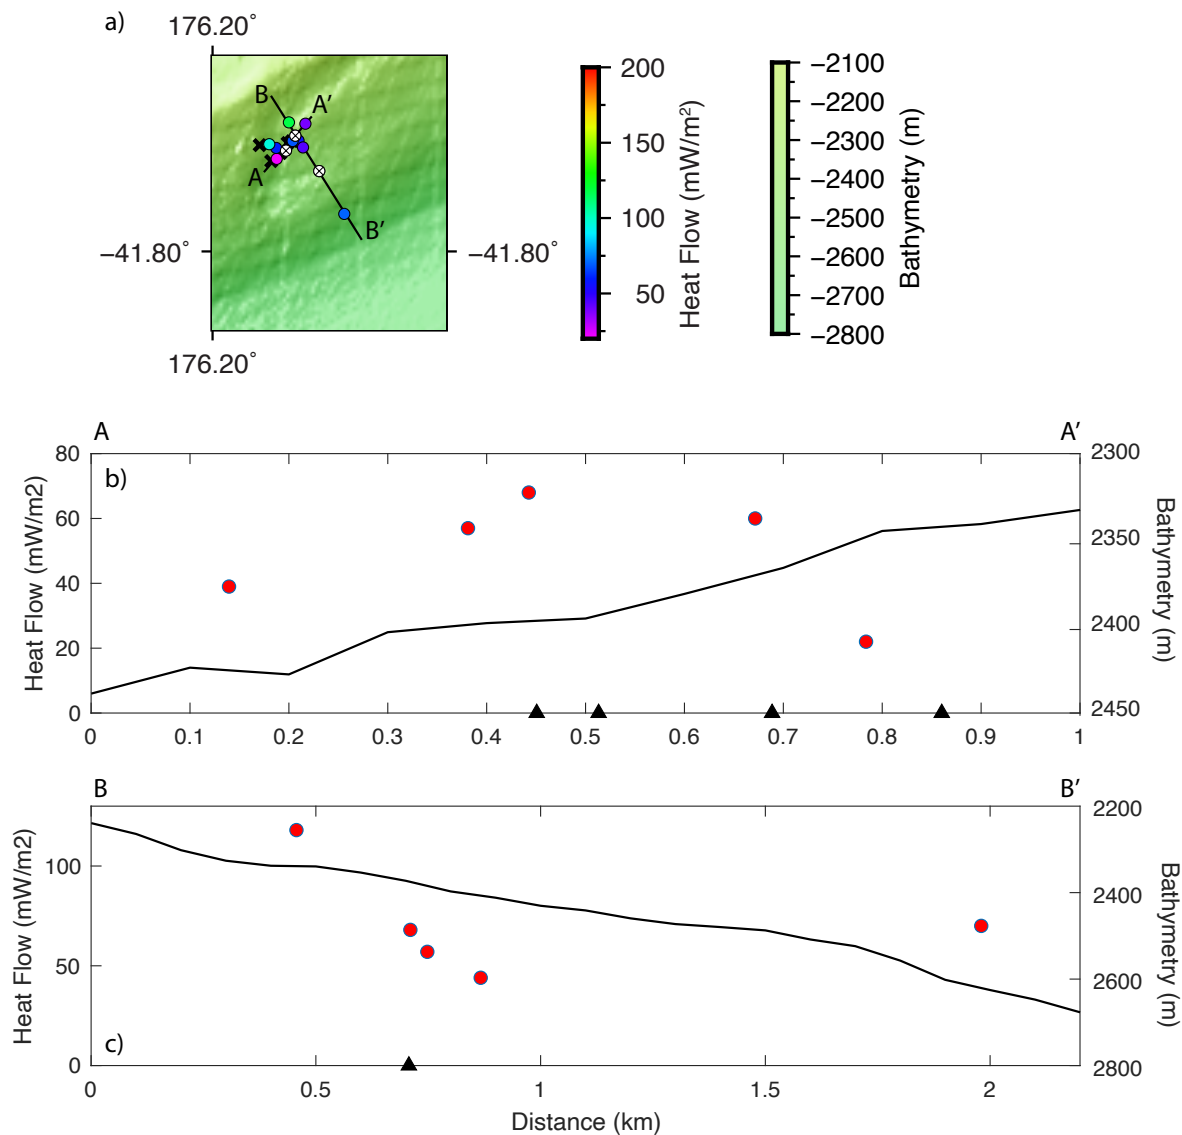 a)
176.20°
B
A’
A
B’
−41.80°
−41.80°
176.20°
200
150
100
50
Heat Flow (mW/m²)
−2100
−2200
−2300
−2400
−2500
−2600
−2700
−2800
Bathymetry (m)
A
A’
b)
80
60
40
20
0
Heat Flow (mW/m2)
2300
2350
2400
2450
Bathymetry (m)
0 0.1 0.2 0.3 0.4 0.5 0.6 0.7 0.8 0.9 1
B
B’
100
50
0
Heat Flow (mW/m2)
c)
2200
2400
2600
2800
Bathymetry (m)
0 0.5 1 1.5 2
Distance (km)